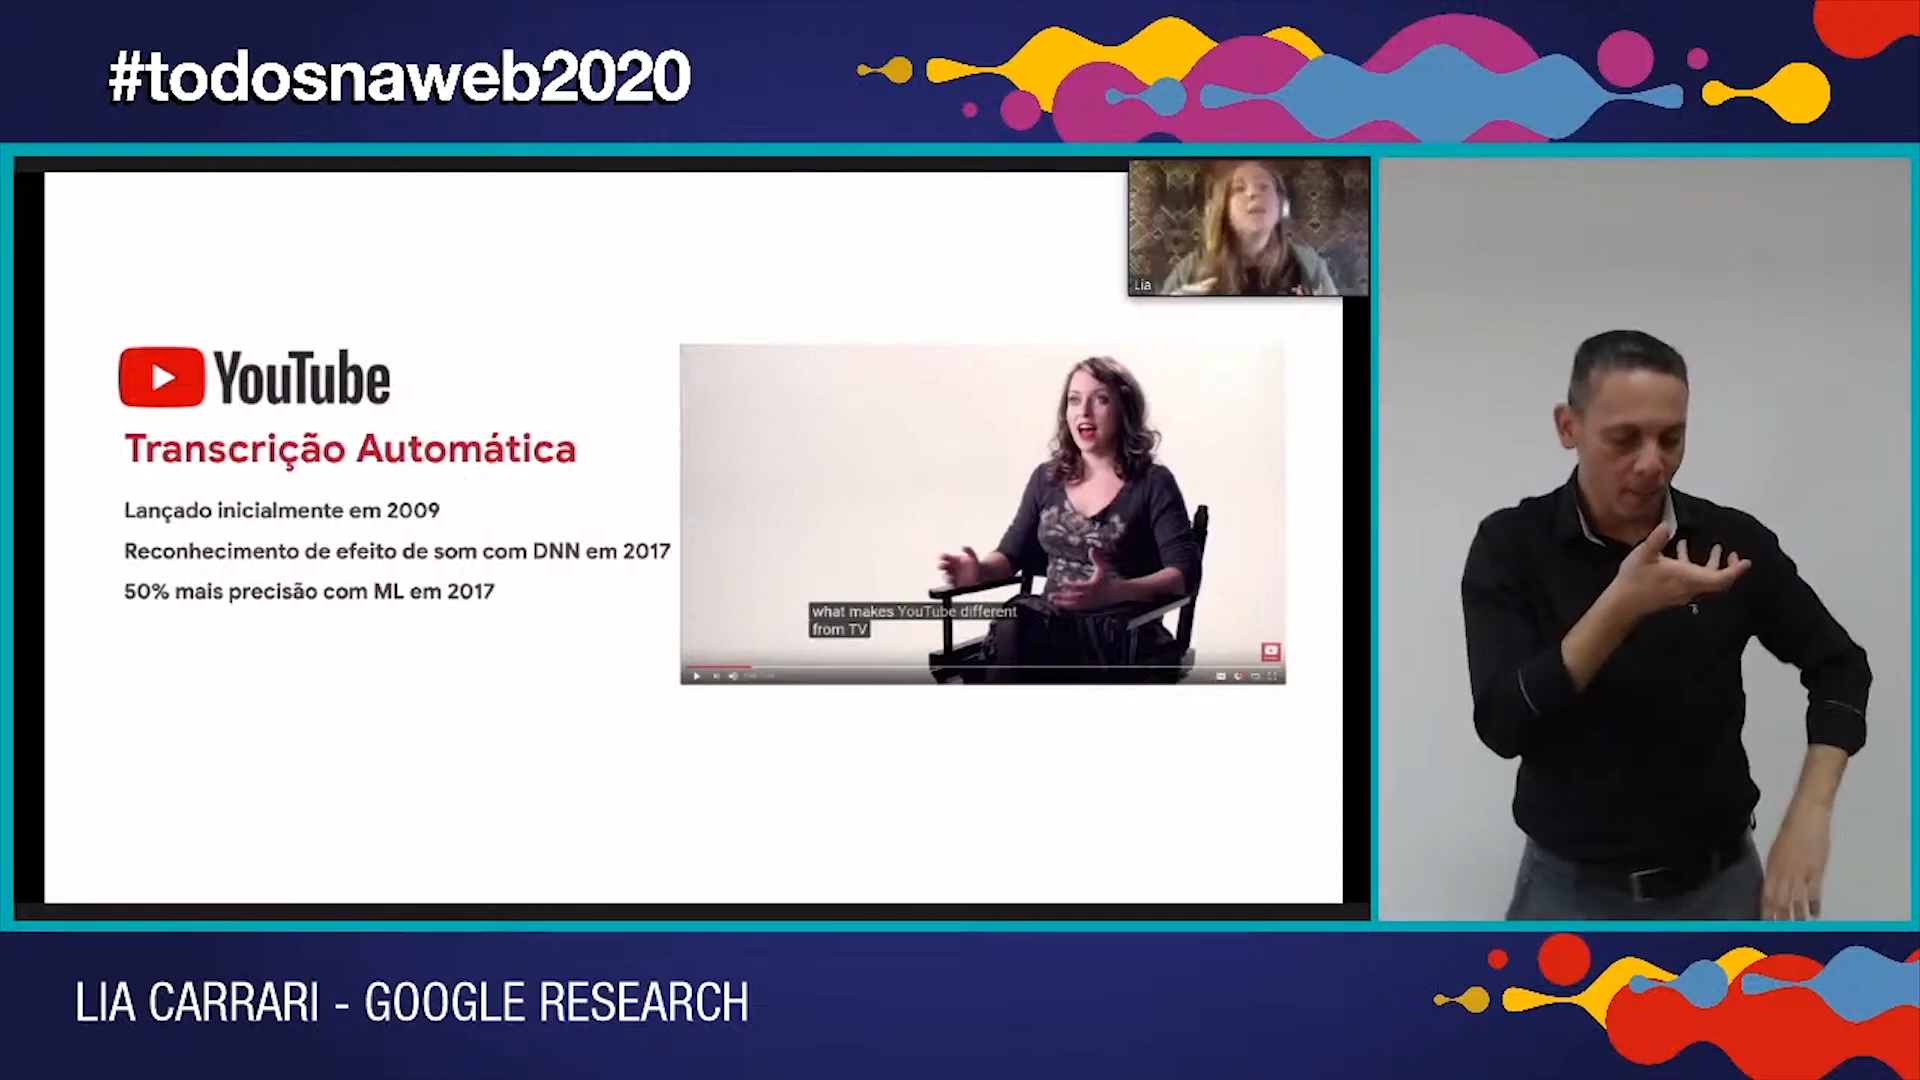 #todosnaweb2020
Lia
YouTube
Transcrição Automática
Lançado inicialmente em 2009
Reconhecimento de efeito de som com DNN em 2017
50% mais precisão com ML em 2017
what makes YouTube different
from TV
LIA CARRARI - GOOGLE RESEARCH